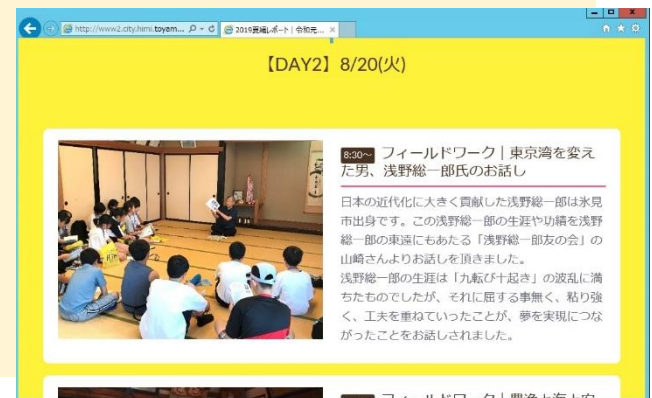 http://www2.city.himi.toyam...
2019夏編レポート | 令和元...
【DAY2】8/20(火)
8:30〜 フィールドワーク | 東京湾を変え
た男、浅野総一郎氏のお話し
日本の近代化に大きく貢献した浅野総一郎は氷見
市出身です。この浅野総一郎の生涯や功績を浅野
総一郎の東遠にもあたる「浅野総一郎友の会」の
山崎さんよりお話しを頂きました。
浅野総一郎の生涯は「九転び十起き」の波乱に満
ちたものでしたが、それに屈する事無く、粘り強
く、工夫を重ねていったことが、夢を実現につな
がったことをお話しされました。
フィールドワーク |